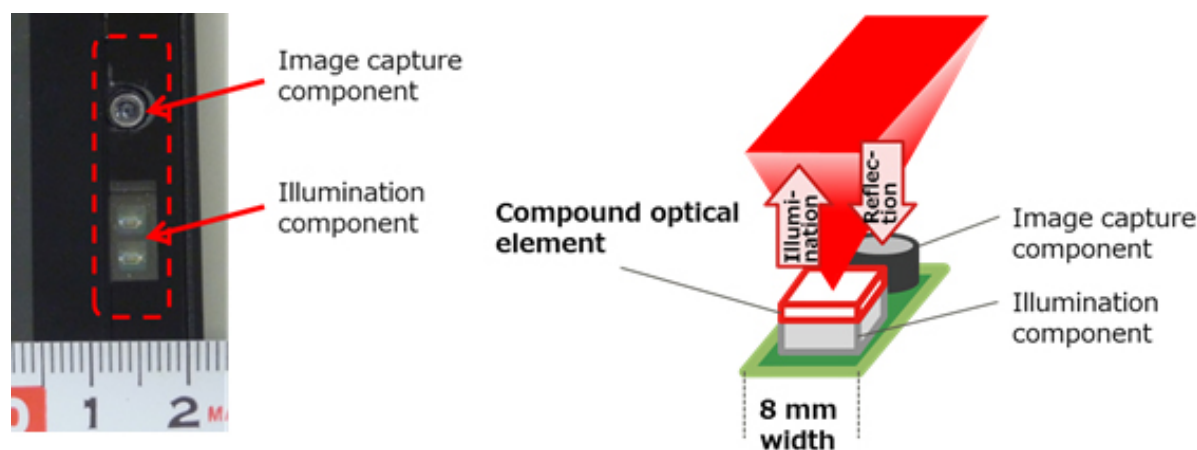 Image capture
component
Illumination
component
1 2 MA
Illumi-
nation
Reflec-
tion
Compound optical
element
Image capture
component
Illumination
component
8 mm
width